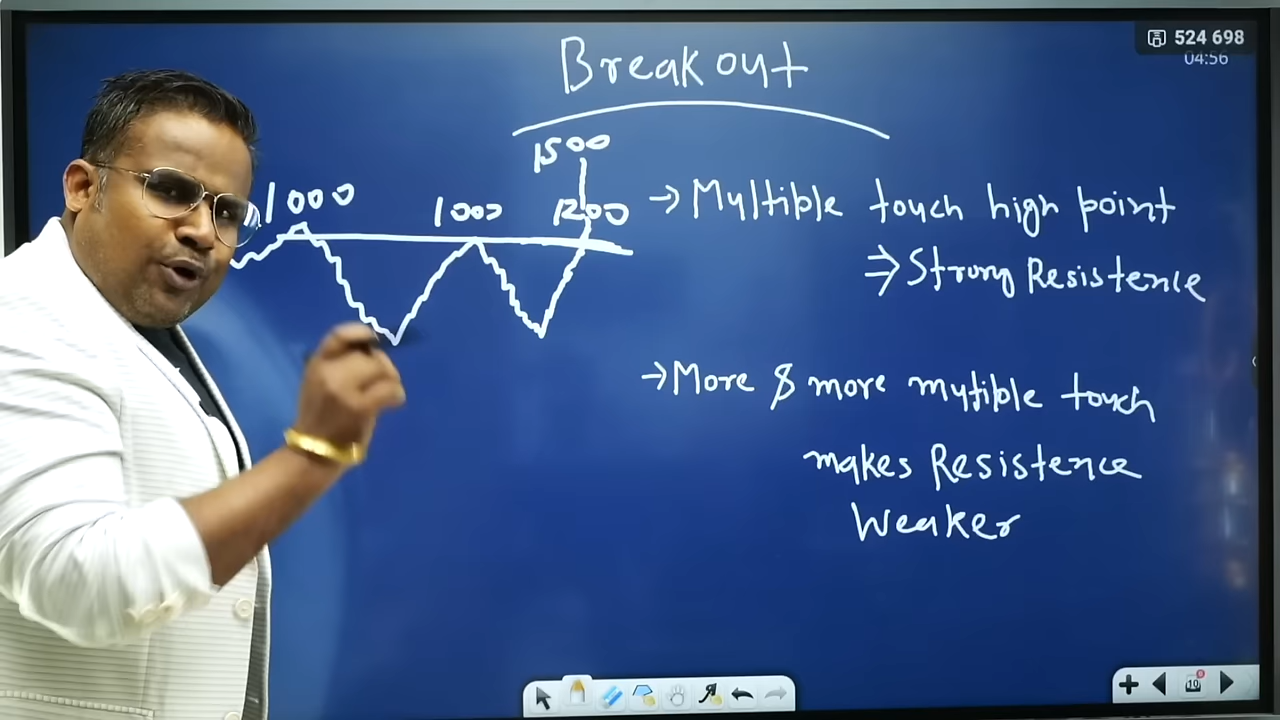 524 698
04:56
Breakout
1500
1000
1000
1200
→ Multible touch high point
⇒ Strong Resistence
→ More & more mutible touch
makes Resistence
Weaker
10